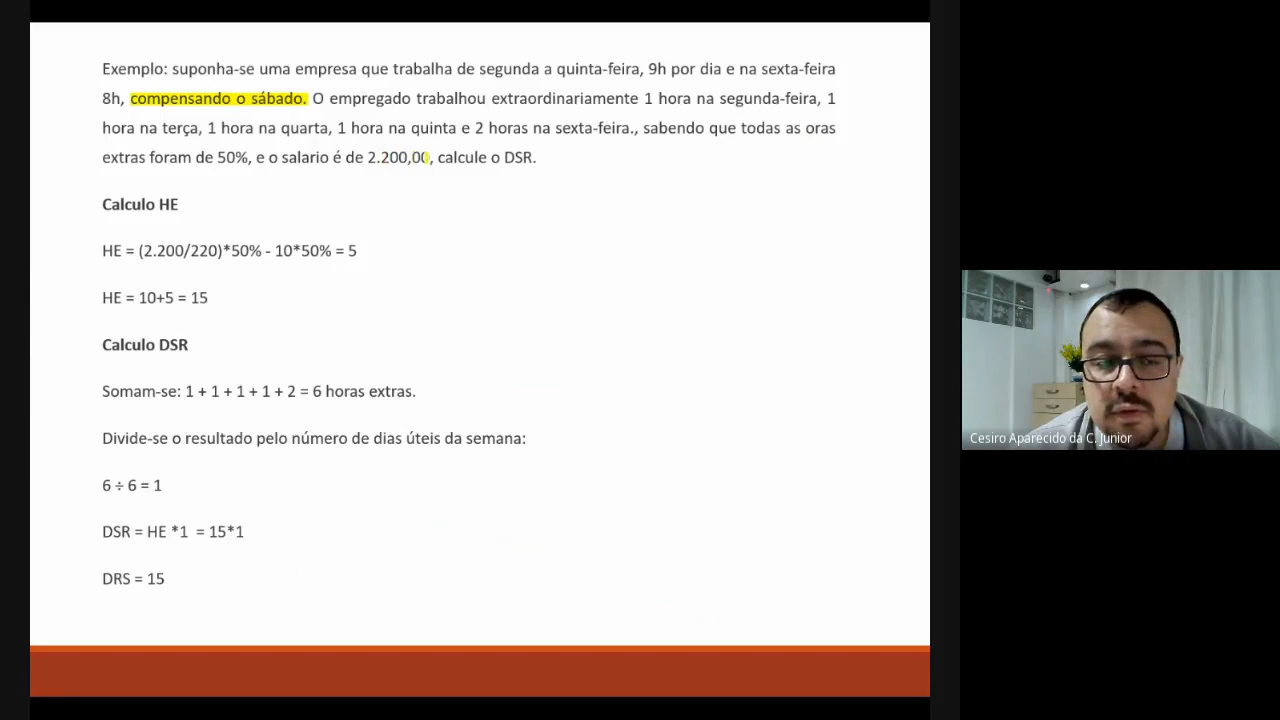 Exemplo: suponha-se uma empresa que trabalha de segunda a quinta-feira, 9h por dia e na sexta-feira
8h, compensando o sábado. O empregado trabalhou extraordinariamente 1 hora na segunda-feira, 1
hora na terça, 1 hora na quarta, 1 hora na quinta e 2 horas na sexta-feira., sabendo que todas as oras
extras foram de 50%, e o salario é de 2.200,00, calcule o DSR.
Calculo HE
HE = (2.200/220)*50% - 10*50% = 5
HE = 10+5 = 15
Calculo DSR
Somam-se: 1 + 1 + 1 + 1 + 2 = 6 horas extras.
Divide-se o resultado pelo número de dias úteis da semana:
6 ÷ 6 = 1
DSR = HE *1 = 15*1
DRS = 15
Cesiro Aparecido da C. Junior